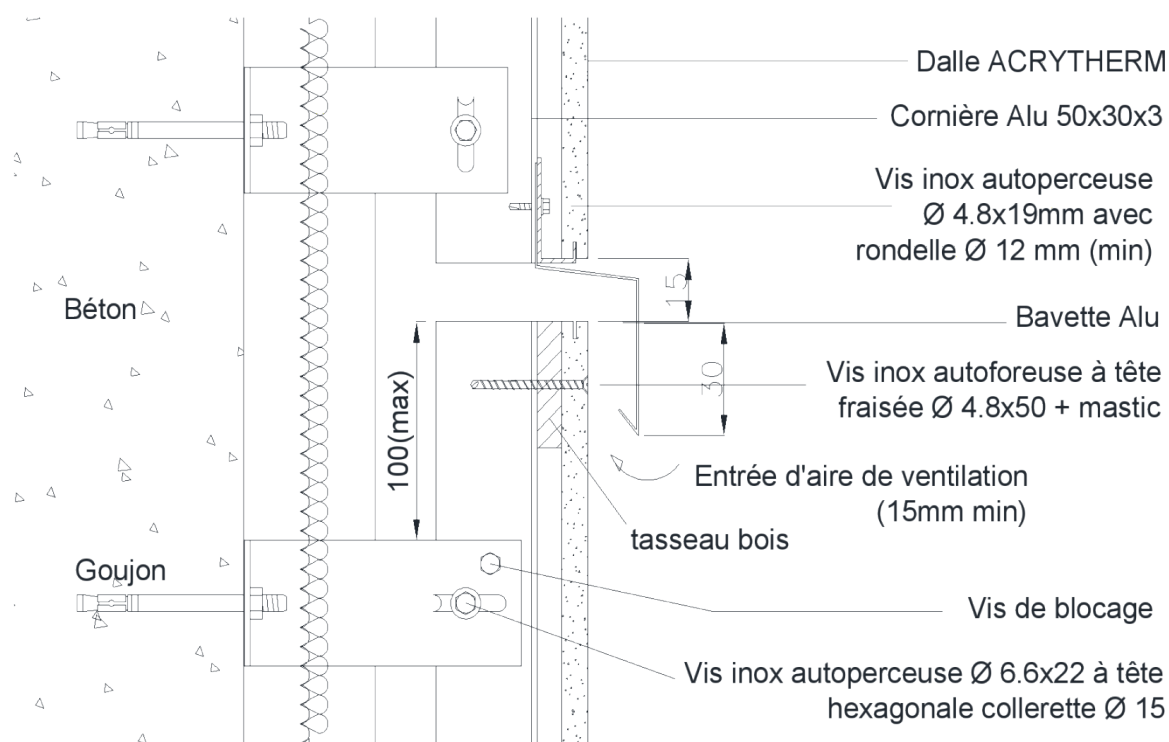 Dalle ACRYTHERM
Cornière Alu 50x30x3
Vis inox autoperceuse
Ø 4.8x19mm avec
rondelle Ø 12 mm (min)
15
Béton
Bavette Alu
30
Vis inox autoforeuse à tête
fraisée Ø 4.8x50 + mastic
100(max)
Entrée d'aire de ventilation
(15mm min)
tasseau bois
Goujon
Vis de blocage
Vis inox autoperceuse Ø 6.6x22 à tête
hexagonale collerette Ø 15